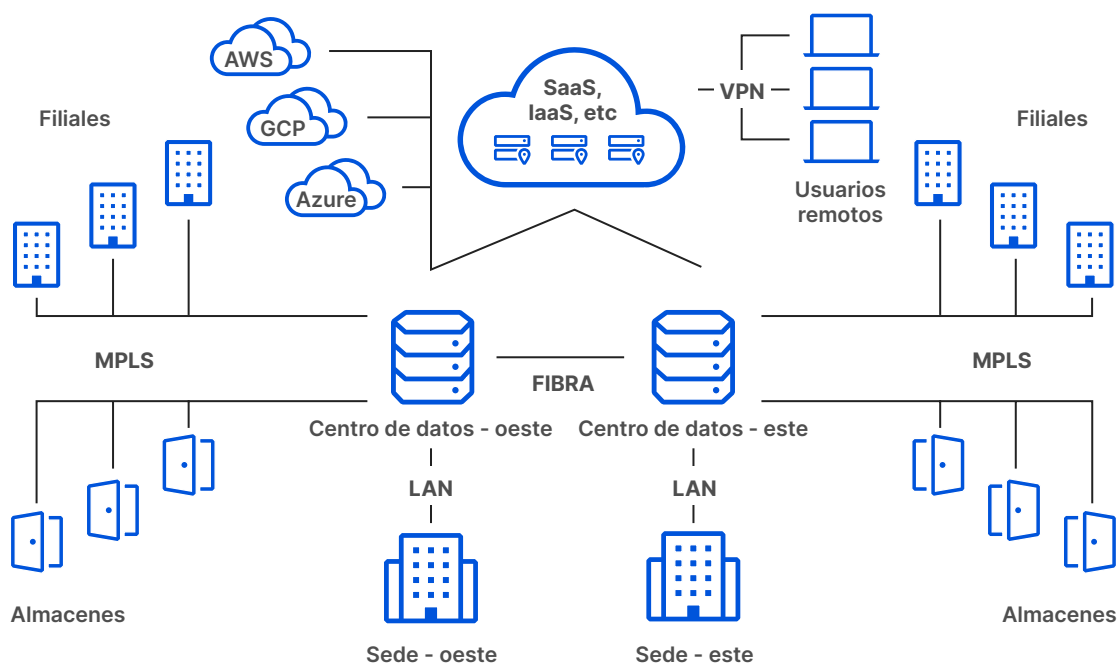 AWS
GCP
Azure
SaaS,
IaaS, etc
VPN
Usuarios
remotos
Filiales
Filiales
MPLS
FIBRA
MPLS
Centro de datos - oeste
Centro de datos - este
LAN
LAN
Almacenes
Almacenes
Sede - oeste
Sede - este